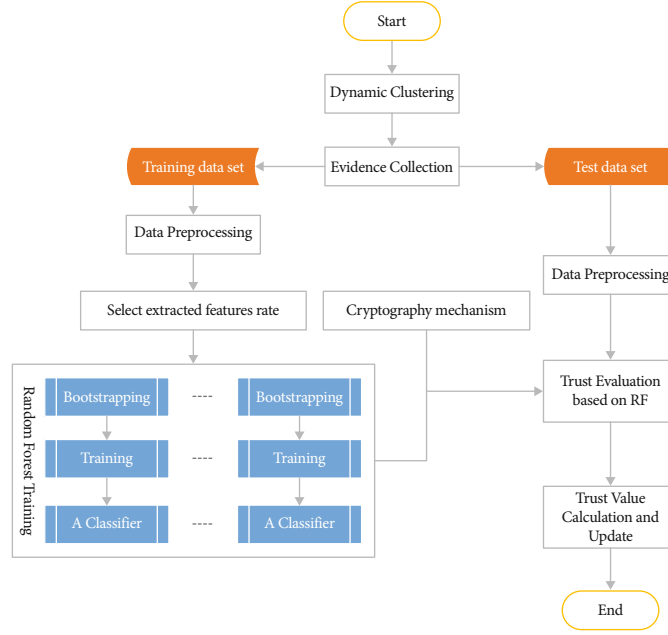 Start
Dynamic Clustering
Training data set
Evidence Collection
Test data set
Data Preprocessing
Data Preprocessing
Select extracted features rate
Cryptography mechanism
Random Forest Training
Bootstrapping
----
Bootstrapping
Trust Evaluation
based on RF
Training
----
Training
A Classifier
----
A Classifier
Trust Value
Calculation and
Update
End